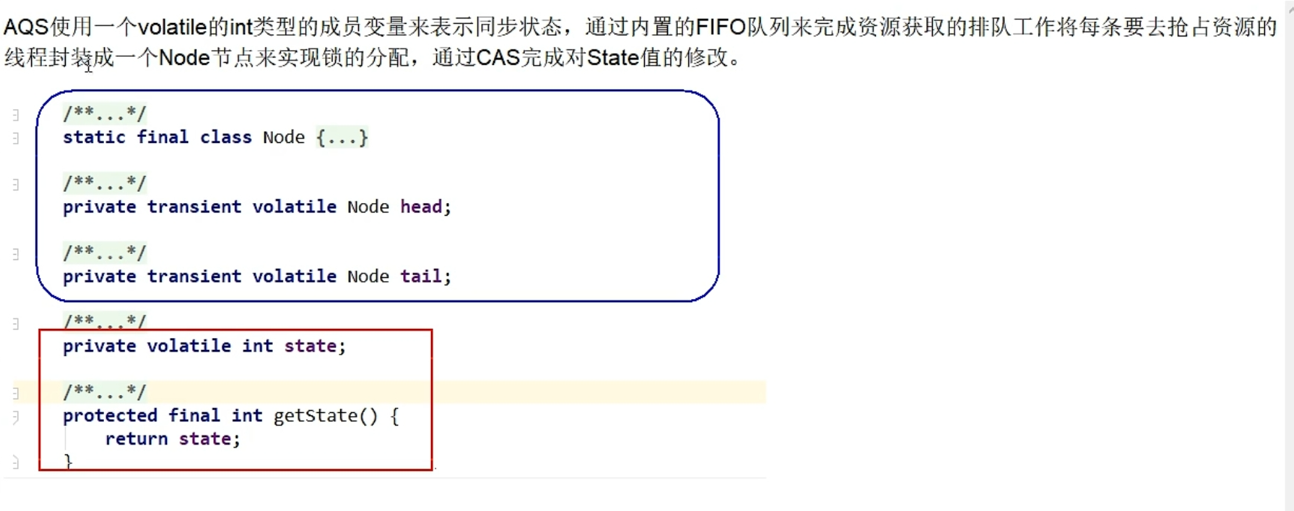 AQS使用一个volatile的int类型的成员变量来表示同步状态，通过内置的FIFO队列来完成资源获取的排队工作将每条要去抢占资源的
线程封装成一个Node节点来实现锁的分配，通过CAS完成对State值的修改。
/**...*/
static final class Node {...}
/**...*/
private transient volatile Node head;
/**...*/
private transient volatile Node tail;
/**...*/
private volatile int state;
/**...*/
protected final int getState() {
return state;
}